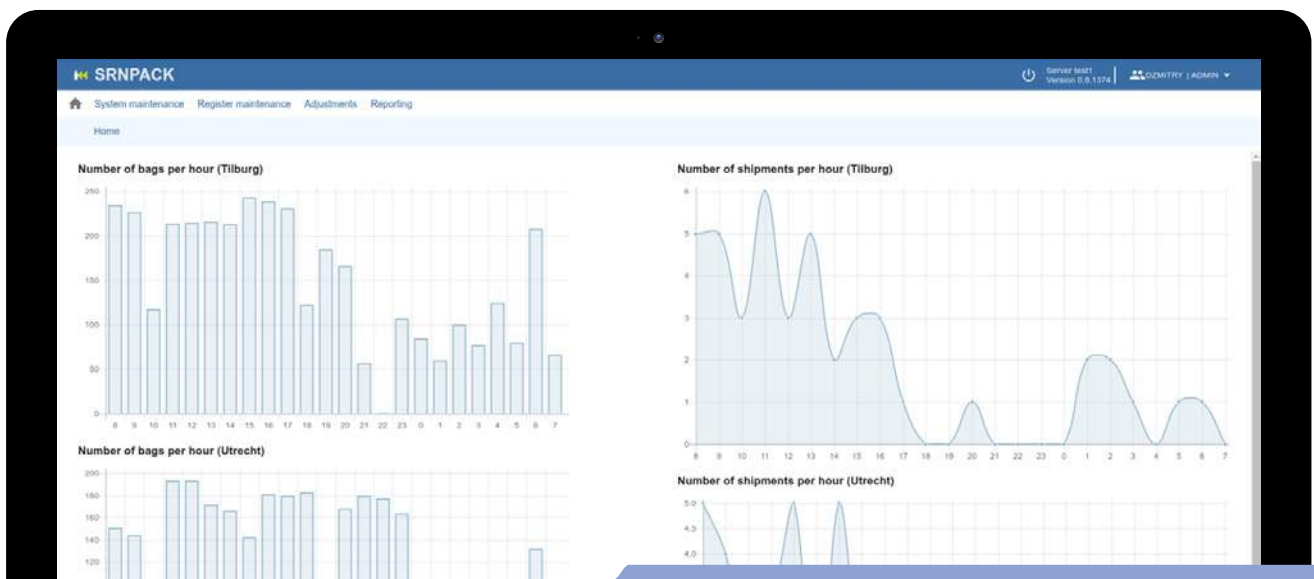 SRNPACK
Server test1
Version 0.8.1374
DZMITRY | ADMIN
System maintenance Register maintenance Adjustments Reporting
Home
Number of bags per hour (Tilburg)
250
200
150
100
50
0
8 9 10 11 12 13 14 15 16 17 18 19 20 21 22 23 0 1 2 3 4 5 6 7
Number of shipments per hour (Tilburg)
6
5
4
3
2
1
0
8 9 10 11 12 13 14 15 16 17 18 19 20 21 22 23 0 1 2 3 4 5 6 7
Number of bags per hour (Utrecht)
200
180
160
140
120
Number of shipments per hour (Utrecht)
5.0
4.5
4.0